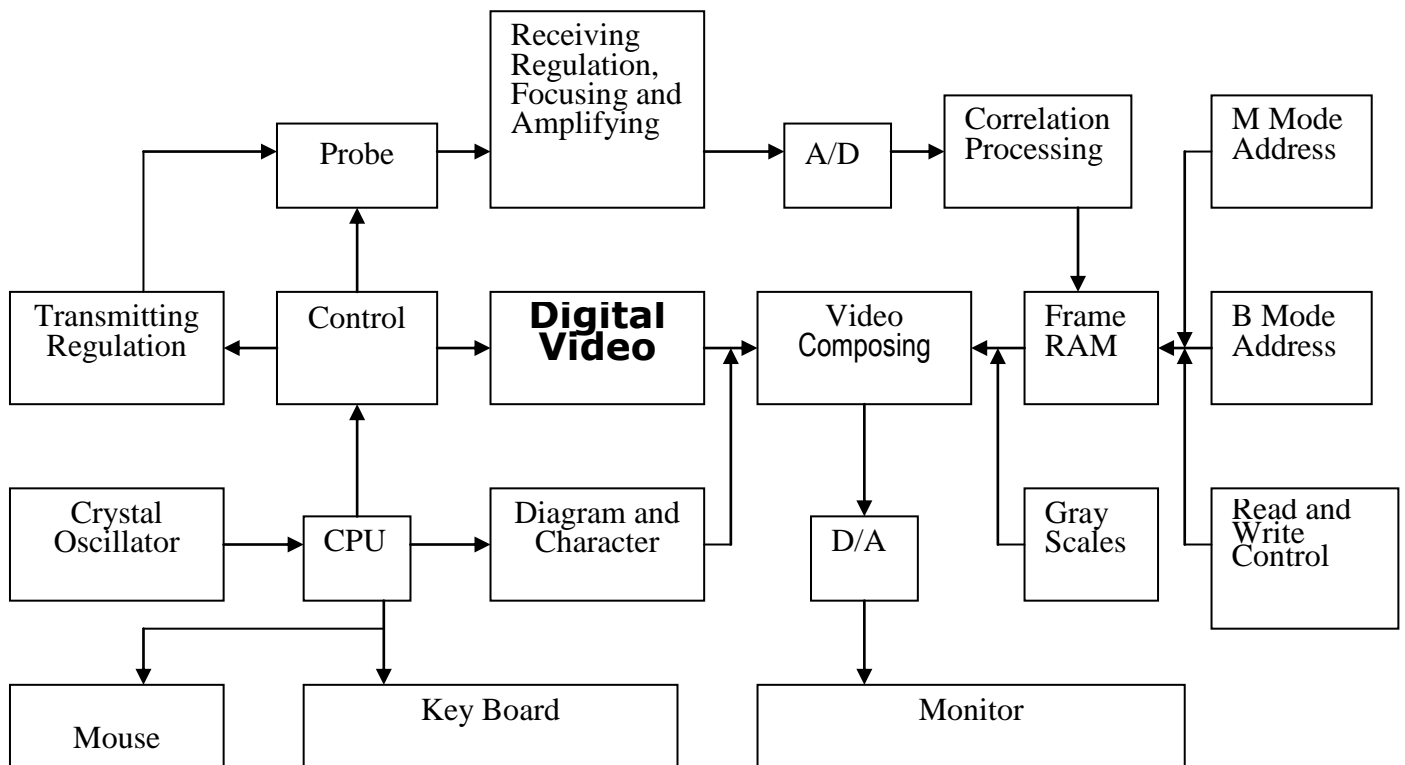 Receiving
Regulation,
Focusing and
Amplifying
Probe
A/D
Correlation
Processing
M Mode
Address
Transmitting
Regulation
Control
Digital
Video
Video
Composing
Frame
RAM
B Mode
Address
Crystal
Oscillator
CPU
Diagram and
Character
D/A
Gray
Scales
Read and
Write
Control
Mouse
Key Board
Monitor